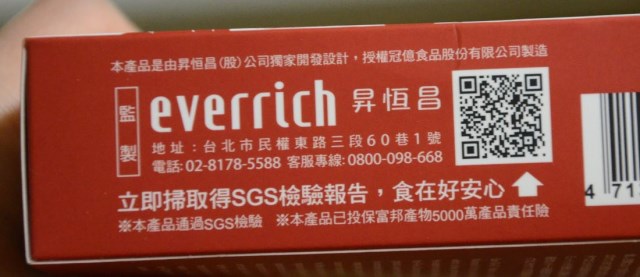 本產品是由昇恒昌(股)公司獨家開發設計,授權冠億食品股份有限公司製造
監製
everrich 昇恆昌
地址:台北市民權東路三段60巷1號
電話:02-8178-5588 客服專線:0800-098-668
立即掃取得SGS檢驗報告,食在好安心
※本產品通過SGS檢驗 ※本產品已投保富邦產物5000萬產品責任險
4 71